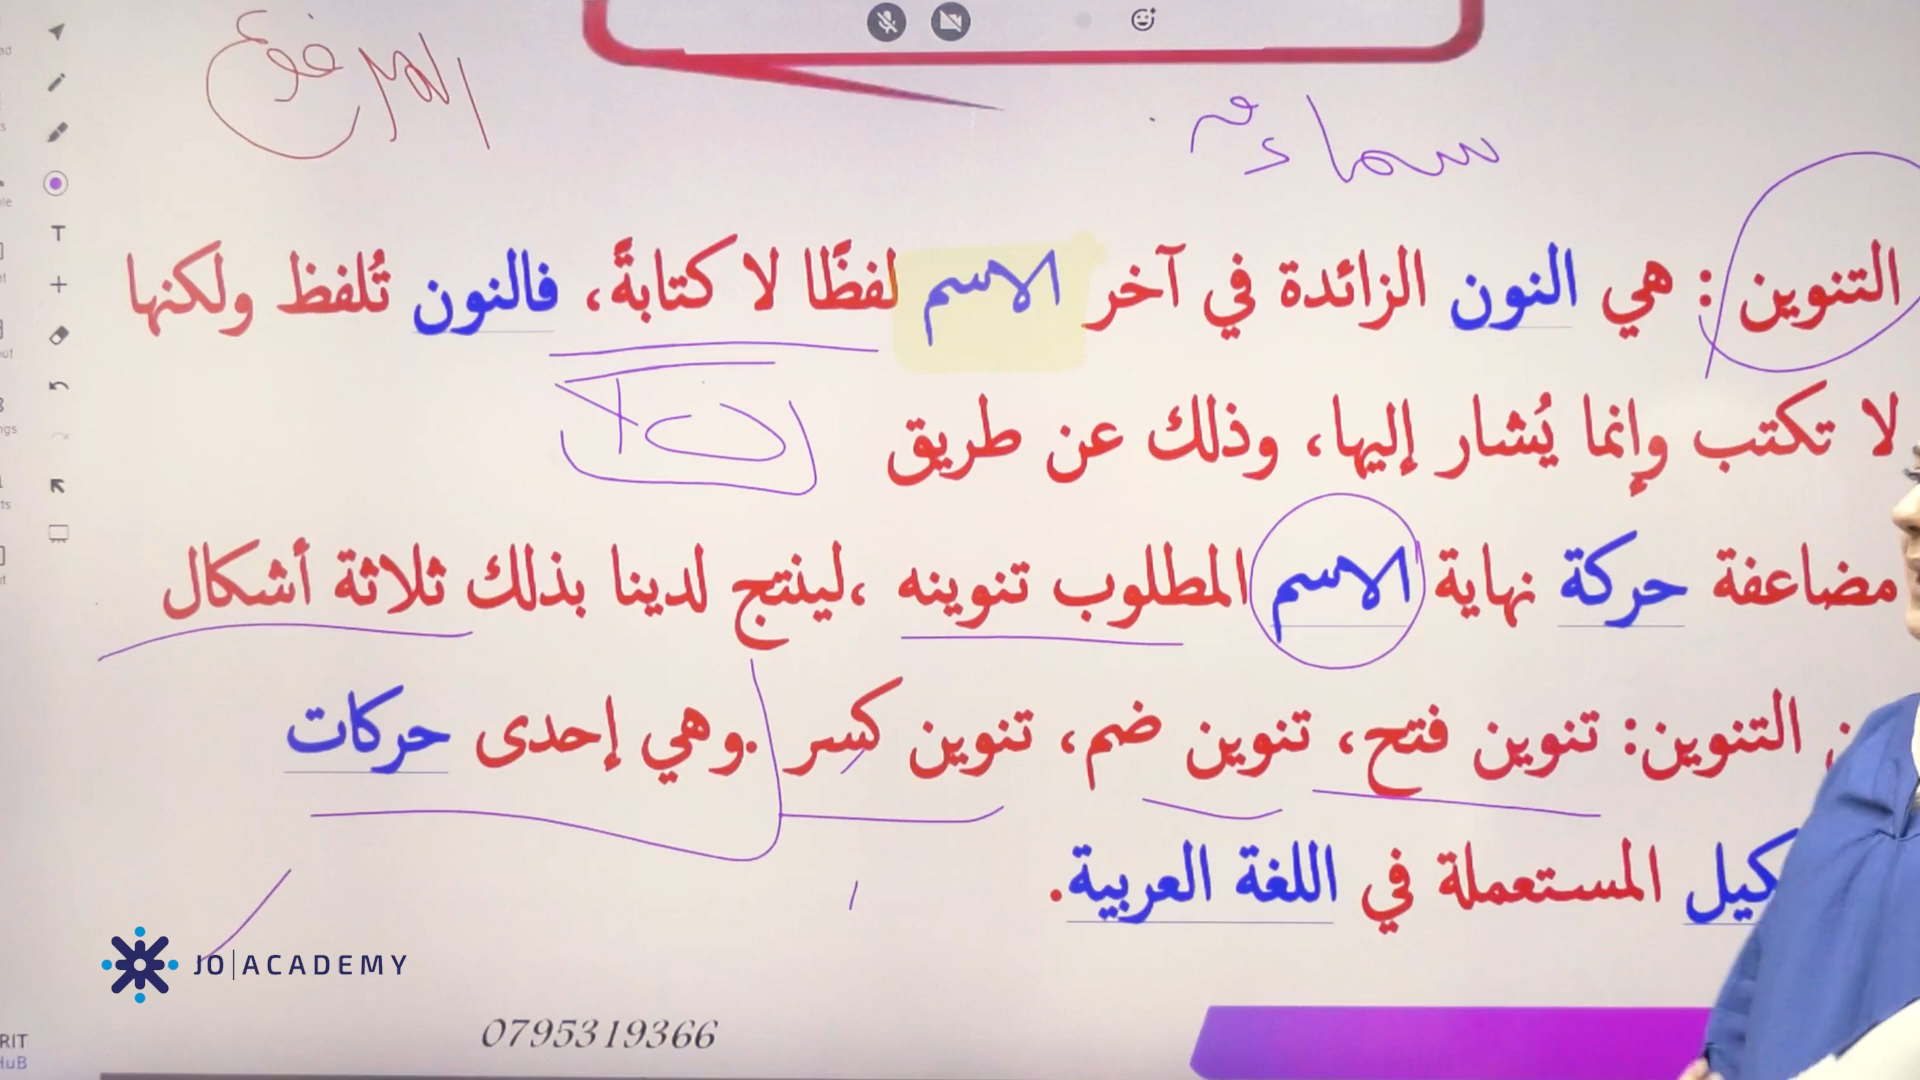 المرفوع
سماءٌ
التنوين : هي النون الزائدة في آخر الاسم لفظًا لا كتابةً، فالنون تُلفظ ولكنها
لا تكتب وإنما يُشار إليها، وذلك عن طريق
مضاعفة حركة نهاية الاسم المطلوب تنوينه ،لينتج لدينا بذلك ثلاثة أشكال
التنوين: تنوين فتح، تنوين ضم، تنوين كسر .وهي إحدى حركات
المستعملة في اللغة العربية.
JO|ACADEMY
0795319366